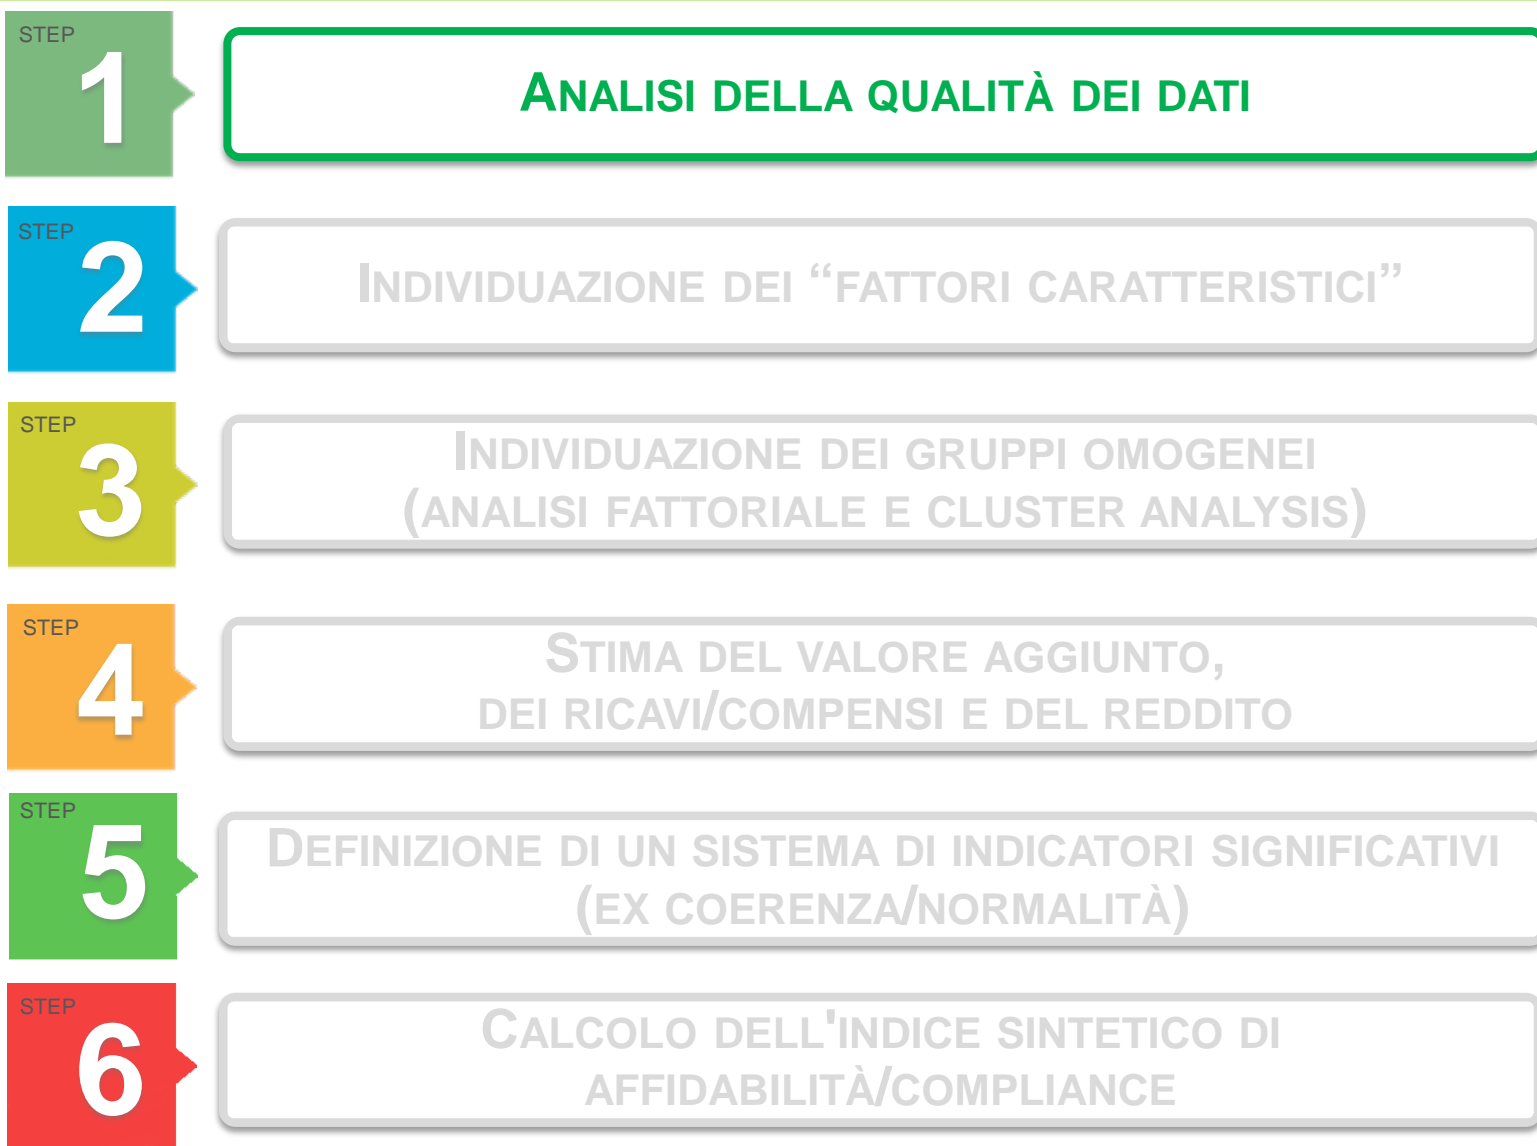 STEP
1
ANALISI DELLA QUALITÀ DEI DATI
STEP
2
INDIVIDUAZIONE DEI “FATTORI CARATTERISTICI”
STEP
3
INDIVIDUAZIONE DEI GRUPPI OMOGENEI
(ANALISI FATTORIALE E CLUSTER ANALYSIS)
STEP
4
STIMA DEL VALORE AGGIUNTO,
DEI RICAVI/COMPENSI E DEL REDDITO
STEP
5
DEFINIZIONE DI UN SISTEMA DI INDICATORI SIGNIFICATIVI
(EX COERENZA/NORMALITÀ)
STEP
6
CALCOLO DELL'INDICE SINTETICO DI
AFFIDABILITÀ/COMPLIANCE